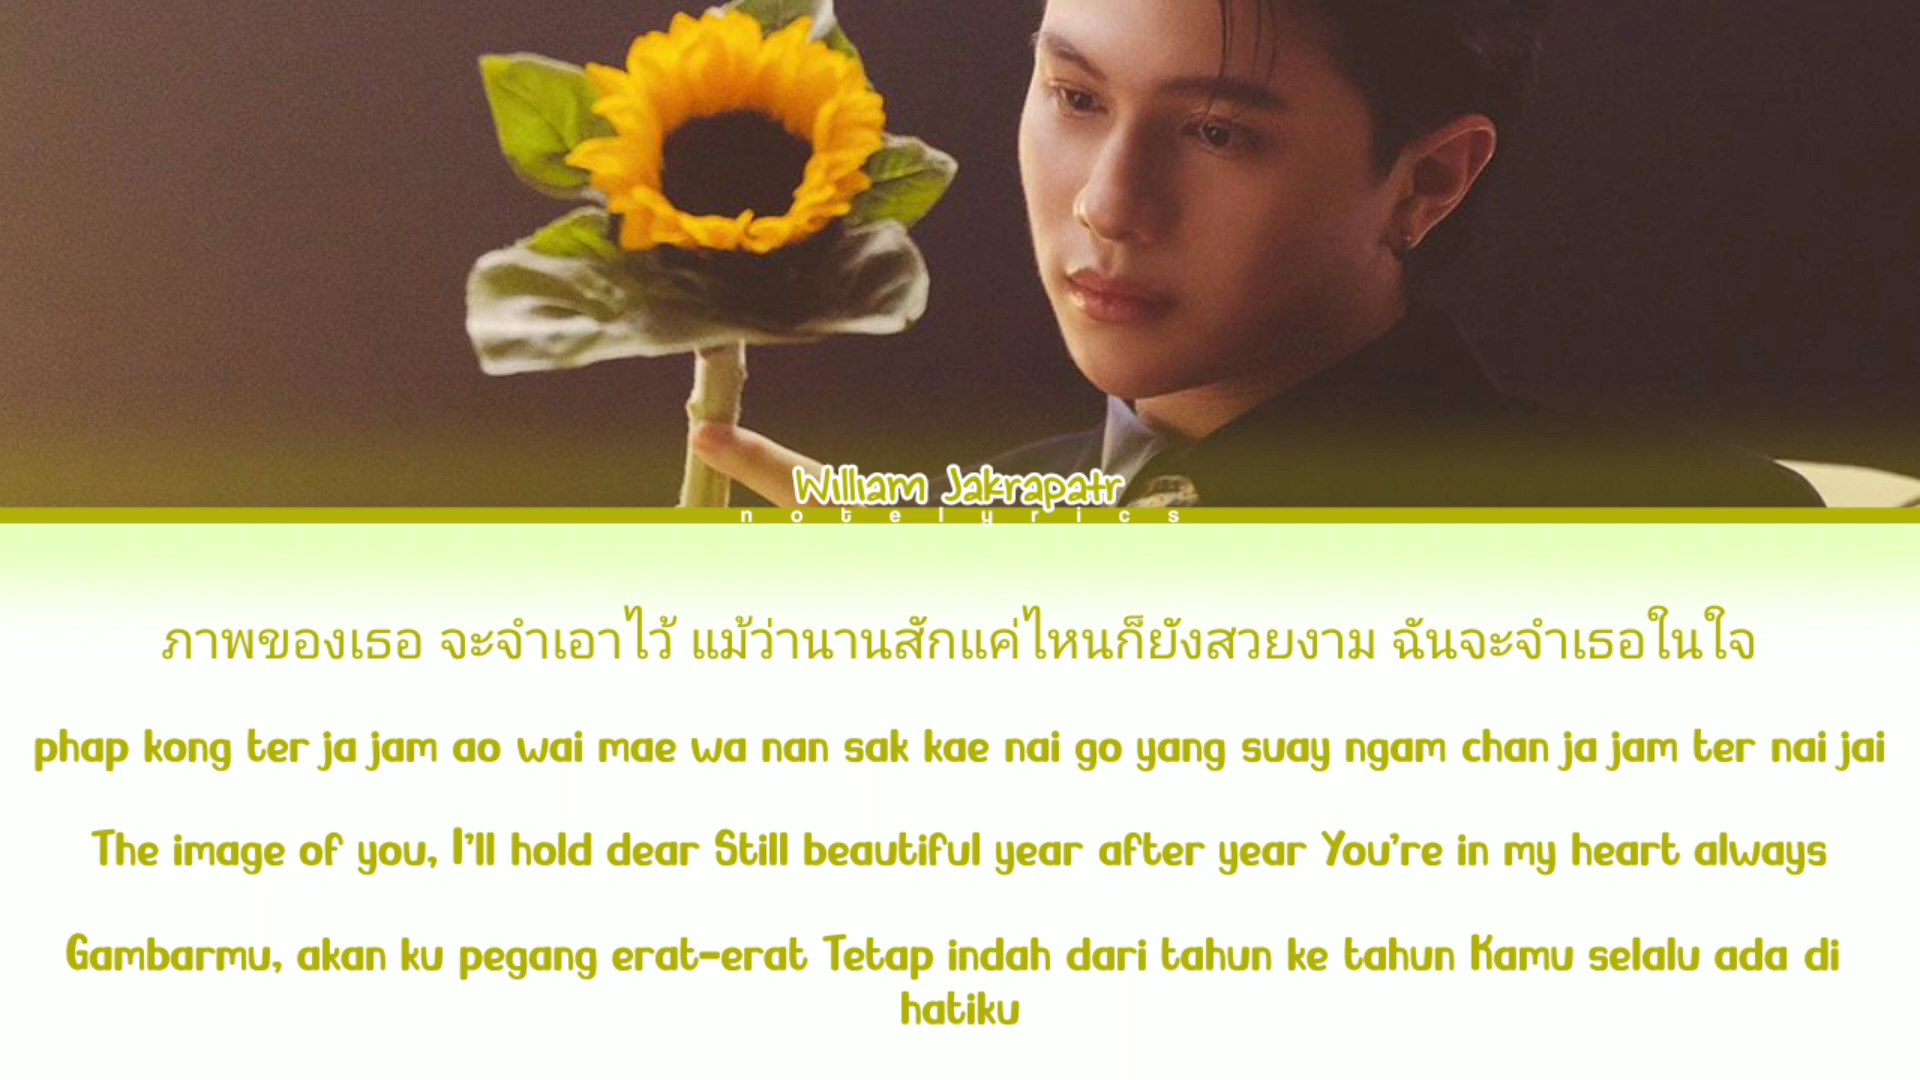 William Jakrapatr
notelyrics
ภาพของเธอ จะจำเอาไว้ แม้ว่านานสักแค่ไหนก็ยังสวยงาม ฉันจะจำเธอในใจ
phap kong ter ja jam ao wai mae wa nan sak kae nai go yang suay ngam chan ja jam ter nai jai
The image of you, I'll hold dear Still beautiful year after year You're in my heart always
Gambarmu, akan ku pegang erat-erat Tetap indah dari tahun ke tahun Kamu selalu ada di
hatiku